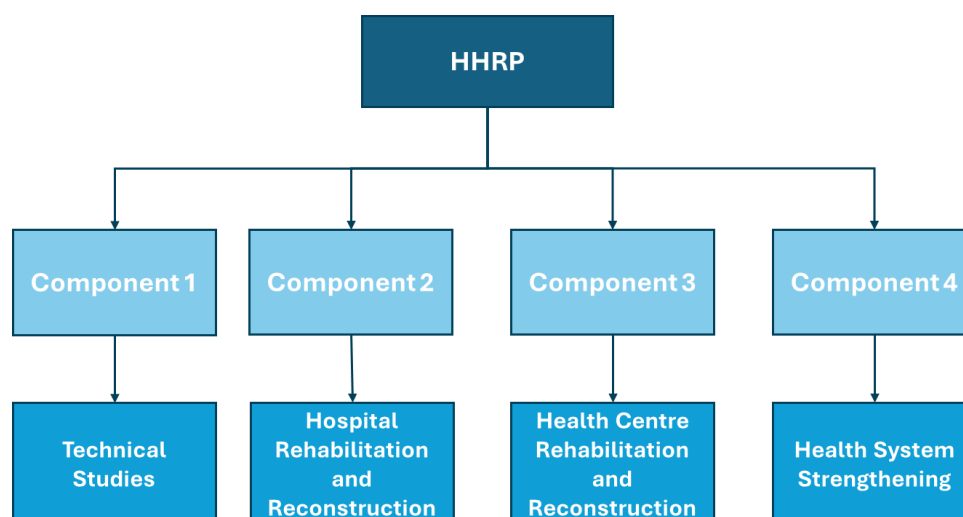 HHRP
Component 1
Component 2
Component 3
Component 4
Technical
Studies
Hospital
Rehabilitation
and
Reconstruction
Health Centre
Rehabilitation
and
Reconstruction
Health System
Strengthening